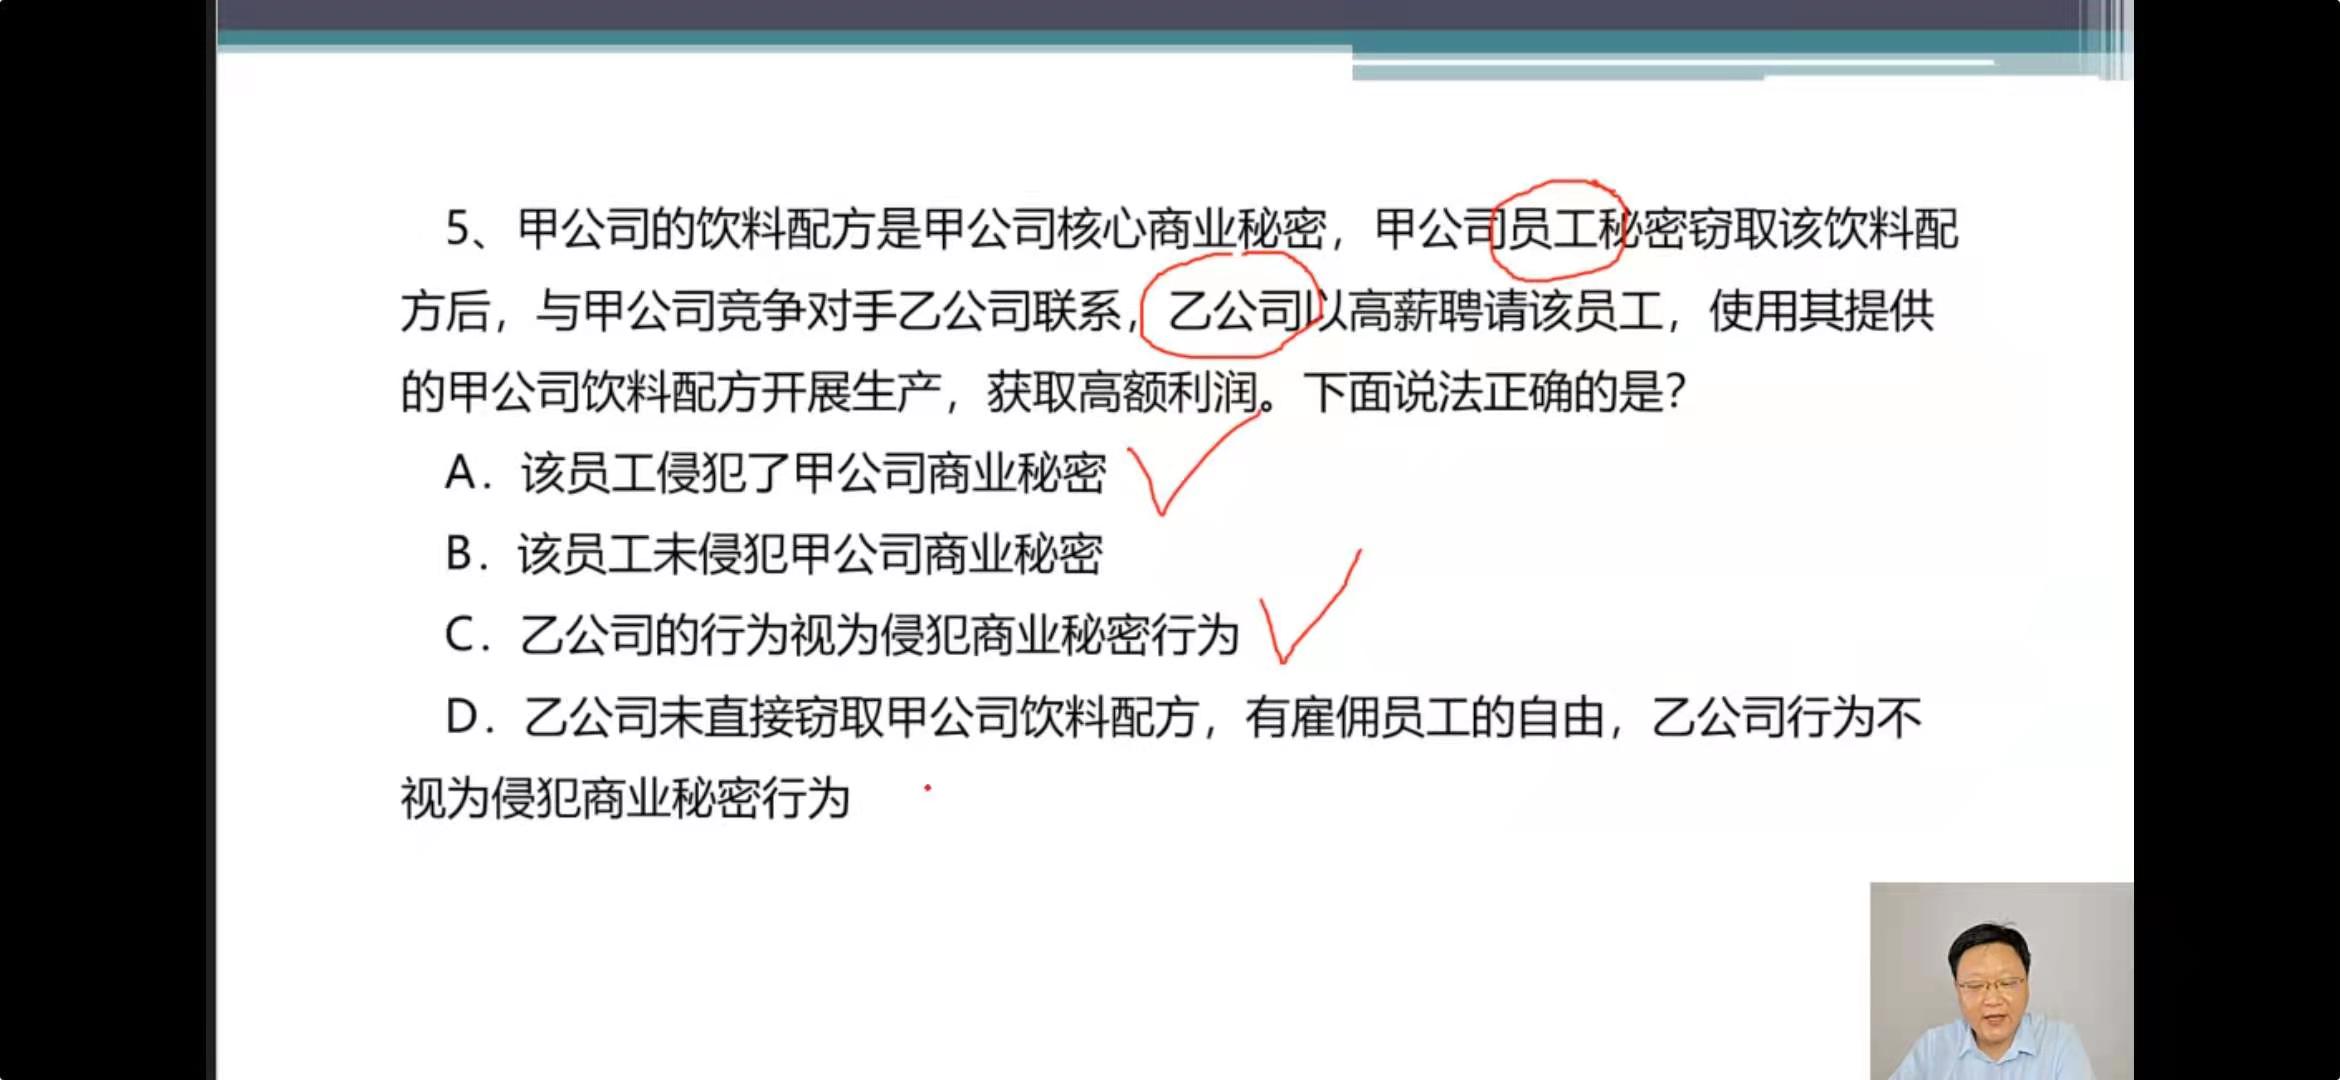 5、甲公司的饮料配方是甲公司核心商业秘密，甲公司员工秘密窃取该饮料配
方后，与甲公司竞争对手乙公司联系，乙公司以高薪聘请该员工，使用其提供
的甲公司饮料配方开展生产，获取高额利润。下面说法正确的是？
A．该员工侵犯了甲公司商业秘密
B．该员工未侵犯甲公司商业秘密
C．乙公司的行为视为侵犯商业秘密行为
D．乙公司未直接窃取甲公司饮料配方，有雇佣员工的自由，乙公司行为不
视为侵犯商业秘密行为